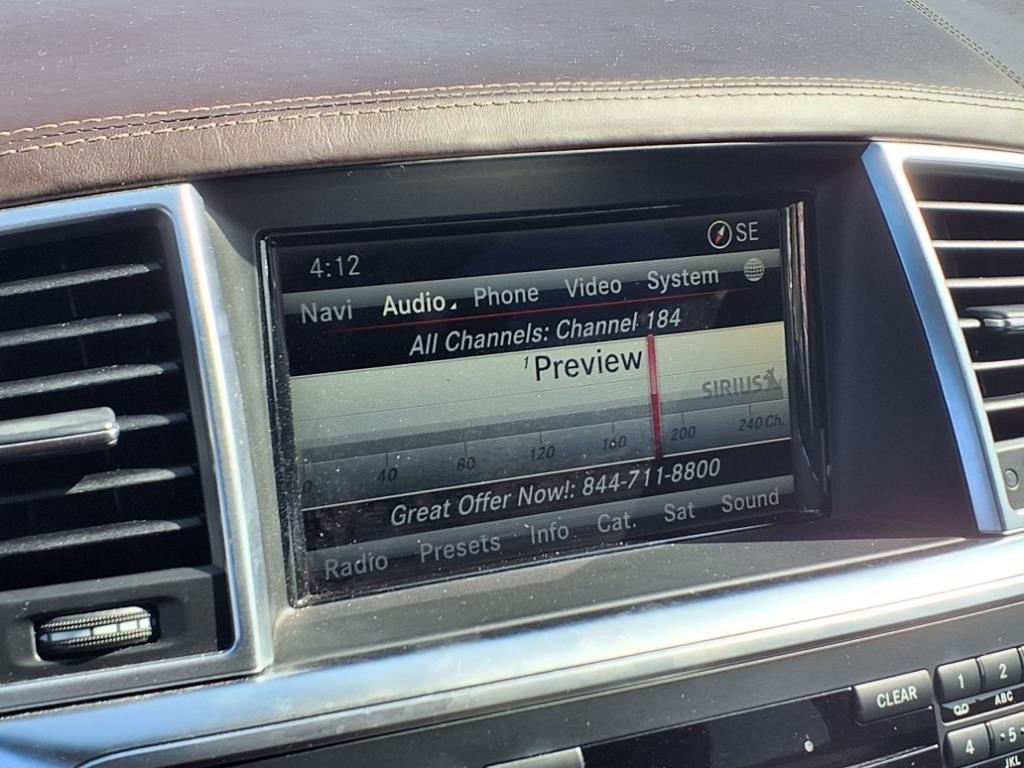 SE
4:12
Navi Audio Phone Video System
All Channels: Channel 184
1 Preview
SIRIUS
0 40 80 120 160 200 240 Ch.
Great Offer Now!: 844-711-8800
Radio Presets Info Cat. Sat Sound
CLEAR 1 2 ABC
4 5 JKL